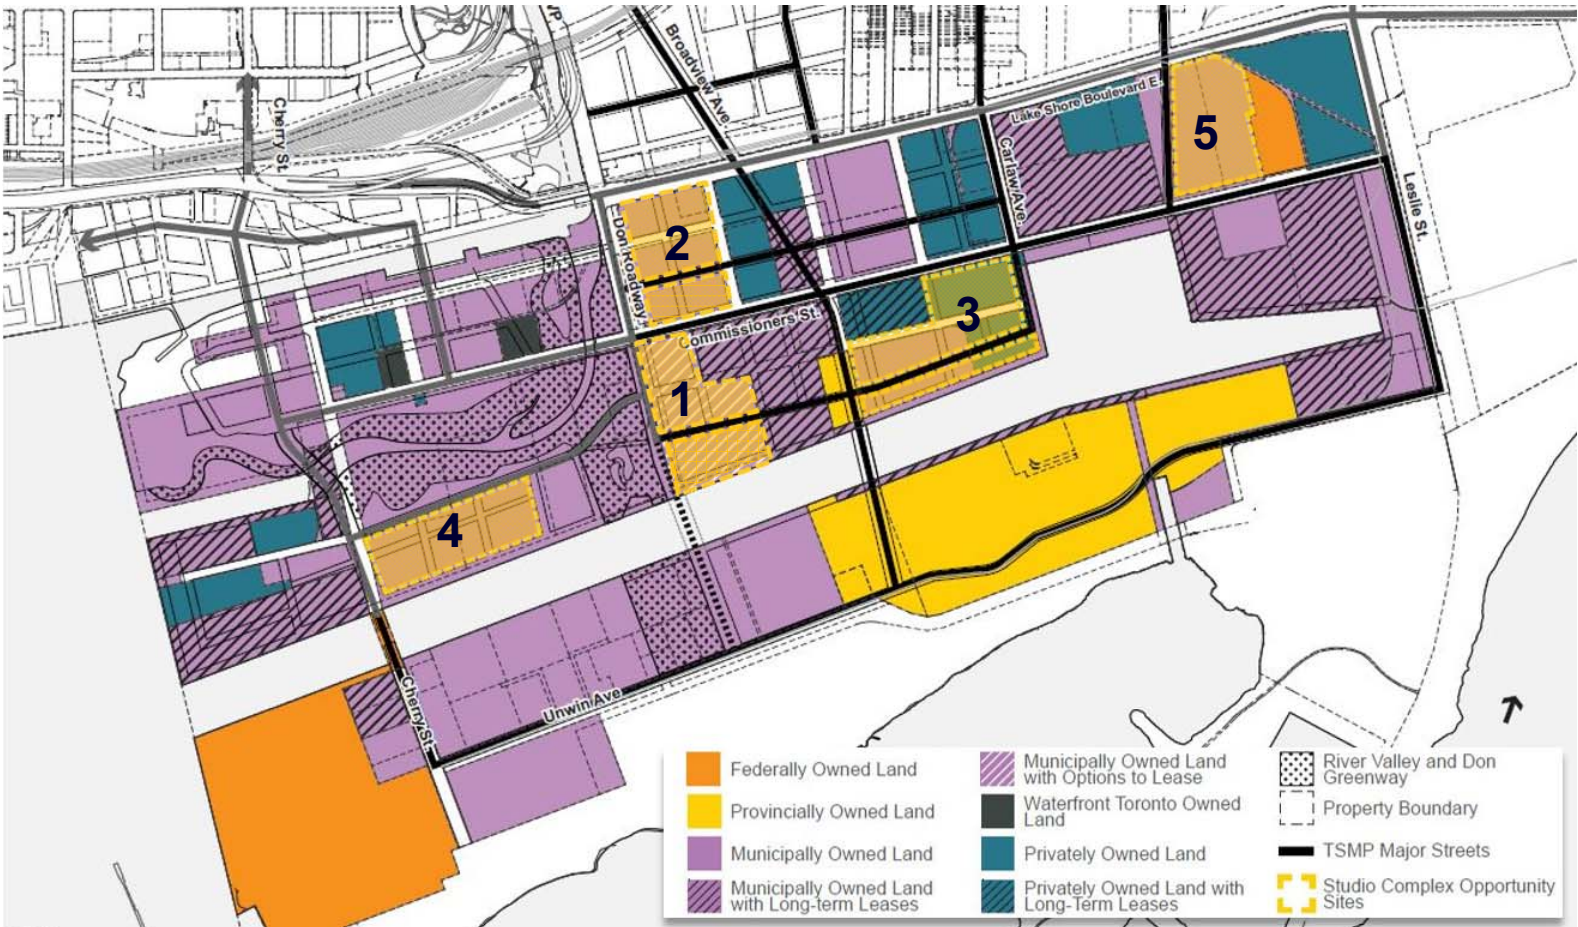 VP
Broadview Ave
Cherry St.
Lake Shore Boulevard E.
5
Carlaw Ave.
Leslie St.
Don Roadway
2
3
Commissioners St.
1
4
Cherry St.
Unwin Ave
Federally Owned Land
Provincially Owned Land
Municipally Owned Land
Municipally Owned Land
with Long-term Leases
Municipally Owned Land
with Options to Lease
Waterfront Toronto Owned
Land
Privately Owned Land
Privately Owned Land with
Long-Term Leases
River Valley and Don
Greenway
Property Boundary
TSMP Major Streets
Studio Complex Opportunity
Sites